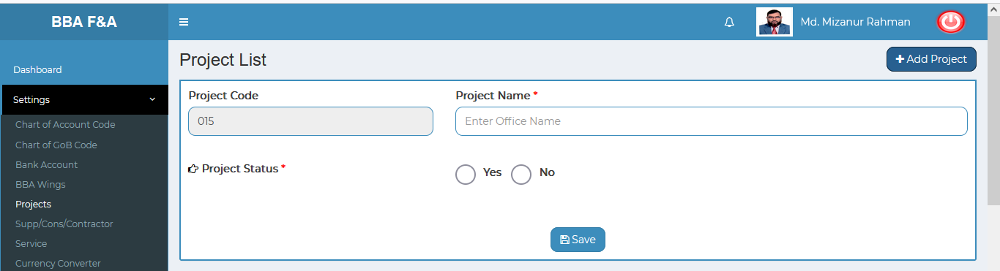 BBA F&A
Md. Mizanur Rahman
Dashboard
Settings
Chart of Account Code
Chart of GoB Code
Bank Account
BBA Wings
Projects
Supp/Cons/Contractor
Service
Currency Converter
Project List
Add Project
Project Code
Project Name *
015
Enter Office Name
Project Status *
Yes No
Save